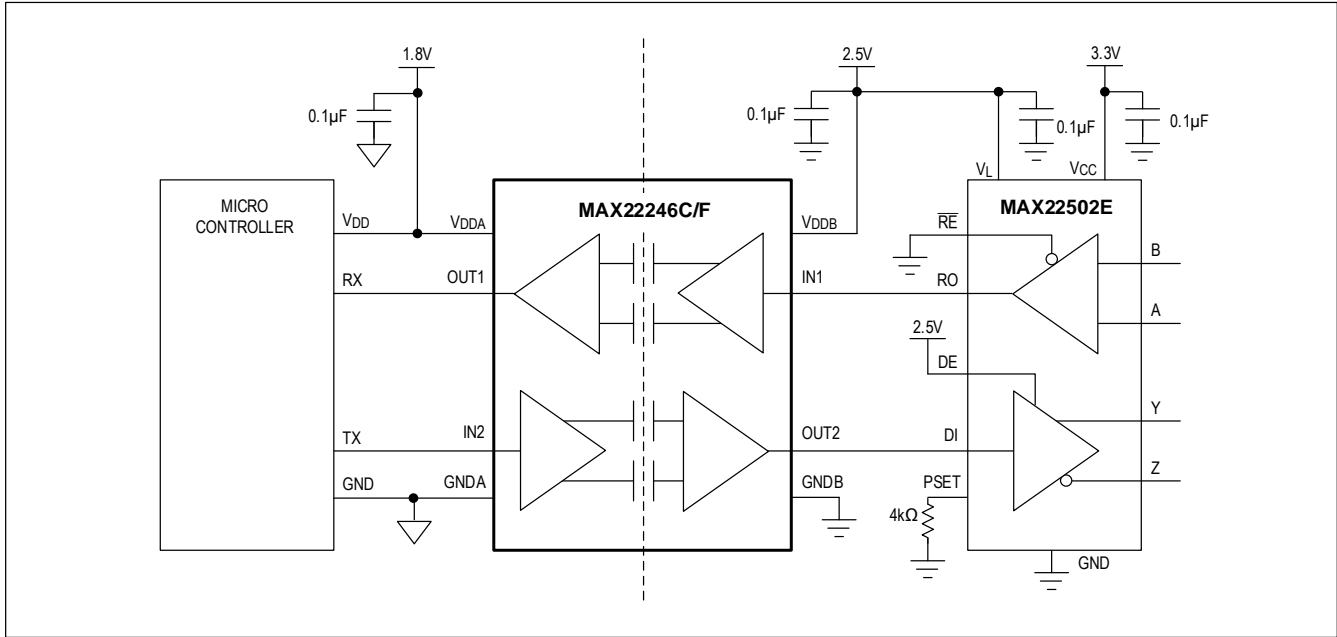 1.8V
2.5V
3.3V
0.1µF
0.1µF
0.1µF
0.1µF
MICRO
CONTROLLER
MAX22246C/F
VL
VCC
MAX22502E
VDD
VDDA
VDDB
RE
RX
OUT1
IN1
RO
B
A
2.5V
DE
TX
IN2
OUT2
DI
Y
Z
GND
GNDA
GNDB
PSET
4kΩ
GND